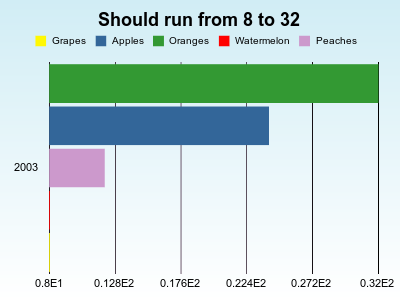 Should run from 8 to 32
Grapes Apples Oranges Watermelon Peaches
2003
0.8E1 0.128E2 0.176E2 0.224E2 0.272E2 0.32E2